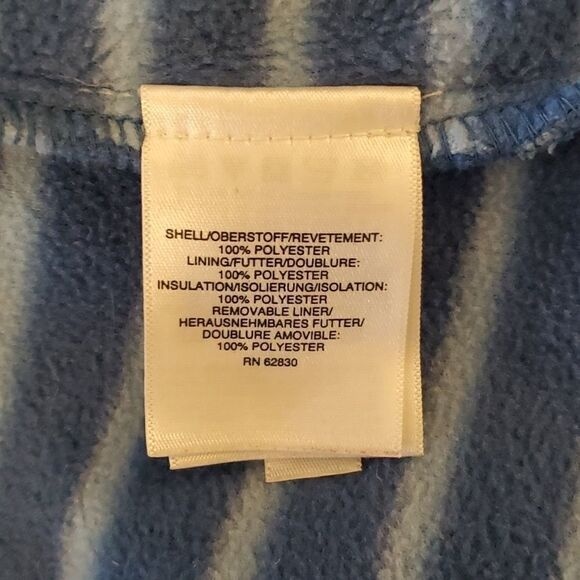 SHELL/OBERSTOFF/REVETEMENT:
100% POLYESTER
LINING/FUTTER/DOUBLURE:
100% POLYESTER
INSULATION/ISOLIERUNG/ISOLATION:
100% POLYESTER
REMOVABLE LINER/
HERAUSNEHMBARES FUTTER/
DOUBLURE AMOVIBLE:
100% POLYESTER
RN 62830